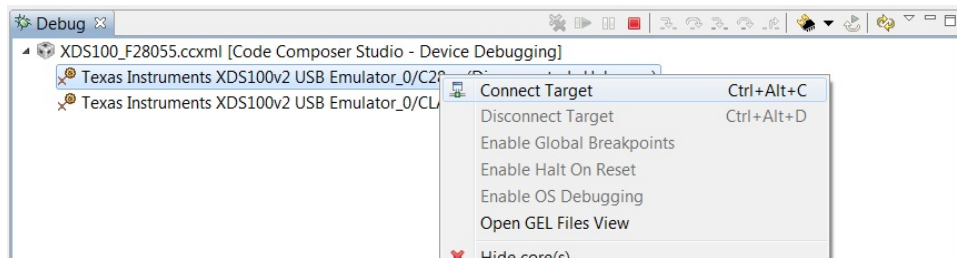 Debug
XDS100_F28055.ccxml [Code Composer Studio - Device Debugging]
Texas Instruments XDS100v2 USB Emulator_0/C28
Texas Instruments XDS100v2 USB Emulator_0/CLA
Connect Target Ctrl+Alt+C
Disconnect Target Ctrl+Alt+D
Enable Global Breakpoints
Enable Halt On Reset
Enable OS Debugging
Open GEL Files View
Hide core(s)